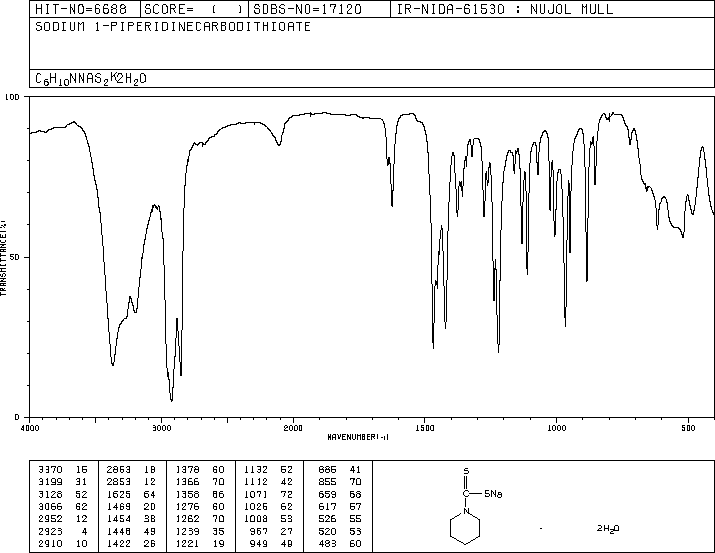 HIT-NO=6688 SCORE= ( ) SDBS-NO=17120 IR-NIDA-61530 : NUJOL MULL
SODIUM 1-PIPERIDINECARBODITHIOATE
C6H10NNAS2*2H2O
100
TRANSMITTANCE(%)
50
0
4000 3000 2000 1500 1000 500
WAVENUMBER(-1)
3370 16 2863 18 1378 60 1132 52 886 41
3199 31 2853 12 1366 70 1112 42 855 70
3128 52 1625 64 1358 66 1071 72 659 68
3066 62 1469 20 1276 60 1026 62 617 57
2952 12 1454 38 1262 70 1008 53 526 55
2923 4 1448 49 1239 35 967 27 520 53
2910 10 1422 26 1221 19 949 49 483 60
S
C—SNa
N
· 2H2O